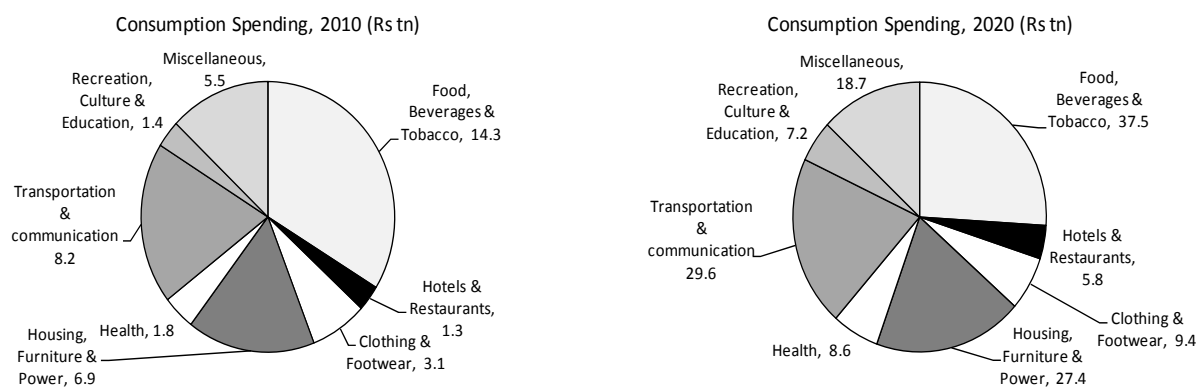 Consumption Spending, 2010 (Rs tn)
Miscellaneous,
5.5
Recreation,
Culture &
Education, 1.4
Food,
Beverages &
Tobacco, 14.3
Transportation
&
communication
8.2
Hotels &
Restaurants,
1.3
Clothing &
Footwear, 3.1
Health, 1.8
Housing,
Furniture &
Power, 6.9
Consumption Spending, 2020 (Rs tn)
Miscellaneous,
18.7
Recreation,
Culture &
Education, 7.2
Food,
Beverages &
Tobacco, 37.5
Transportation
&
communication
29.6
Hotels &
Restaurants,
5.8
Clothing &
Footwear, 9.4
Health, 8.6
Housing,
Furniture &
Power, 27.4